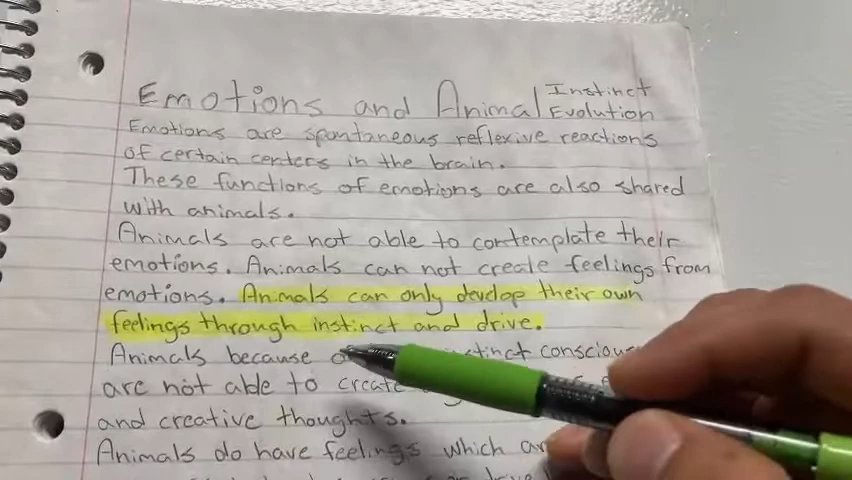 Emotions and Animal Instinct Evolution
Emotions are spontaneous reflexive reactions
of certain centers in the brain.
These functions of emotions are also shared
with animals.
Animals are not able to contemplate their
emotions. Animals can not create feelings from
emotions. Animals can only develop their own
feelings through instinct and drive.
Animals because instinct
are not able to create
and creative thoughts.
Animals do have feelings which